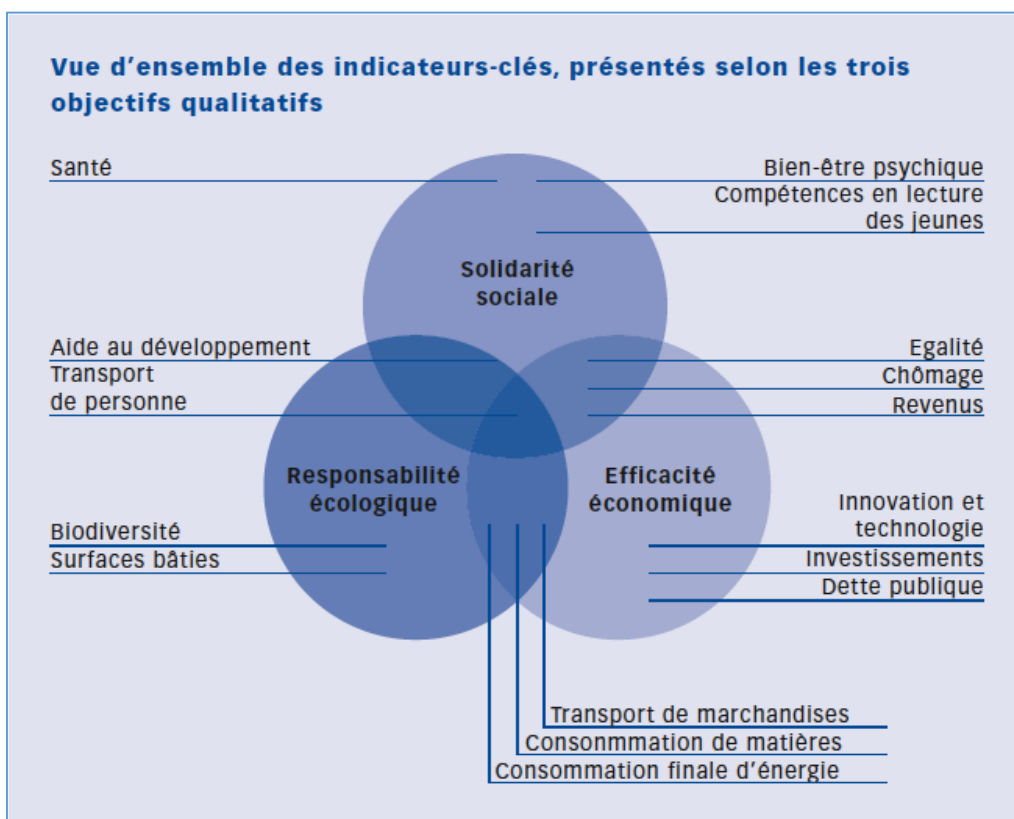 Vue d'ensemble des indicateurs-clés, présentés selon les trois
objectifs qualitatifs
Santé
Bien-être psychique
Compétences en lecture
des jeunes
Solidarité
sociale
Aide au développement
Transport
de personne
Egalité
Chômage
Revenus
Responsabilité
écologique
Efficacité
économique
Biodiversité
Surfaces bâties
Innovation et
technologie
Investissements
Dette publique
Transport de marchandises
Consonmmation de matières
Consommation finale d'énergie